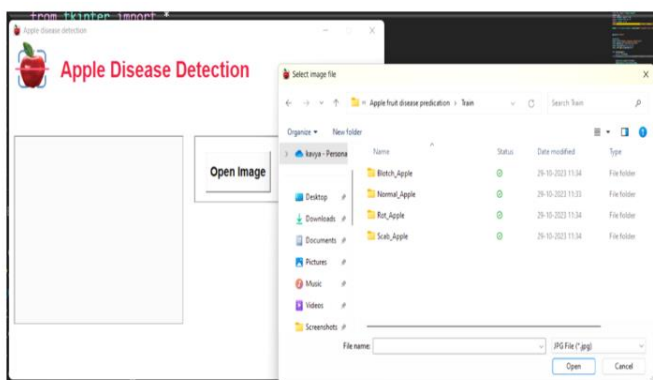 from tkinter import *
Apple disease detection
Apple Disease Detection
Open Image
Select image file
Apple fruit disease predication > Train
Search Train
Organize
New folder
kavya - Persona
Name
Status
Date modified
Type
Blotch_Apple
29-10-2023 11:34
File folder
Desktop
Normal_Apple
29-10-2023 11:33
File folder
Downloads
Rot_Apple
29-10-2023 11:34
File folder
Documents
Scab_Apple
29-10-2023 11:34
File folder
Pictures
Music
Videos
Screenshots
File name:
JPG File (*.jpg)
Open
Cancel